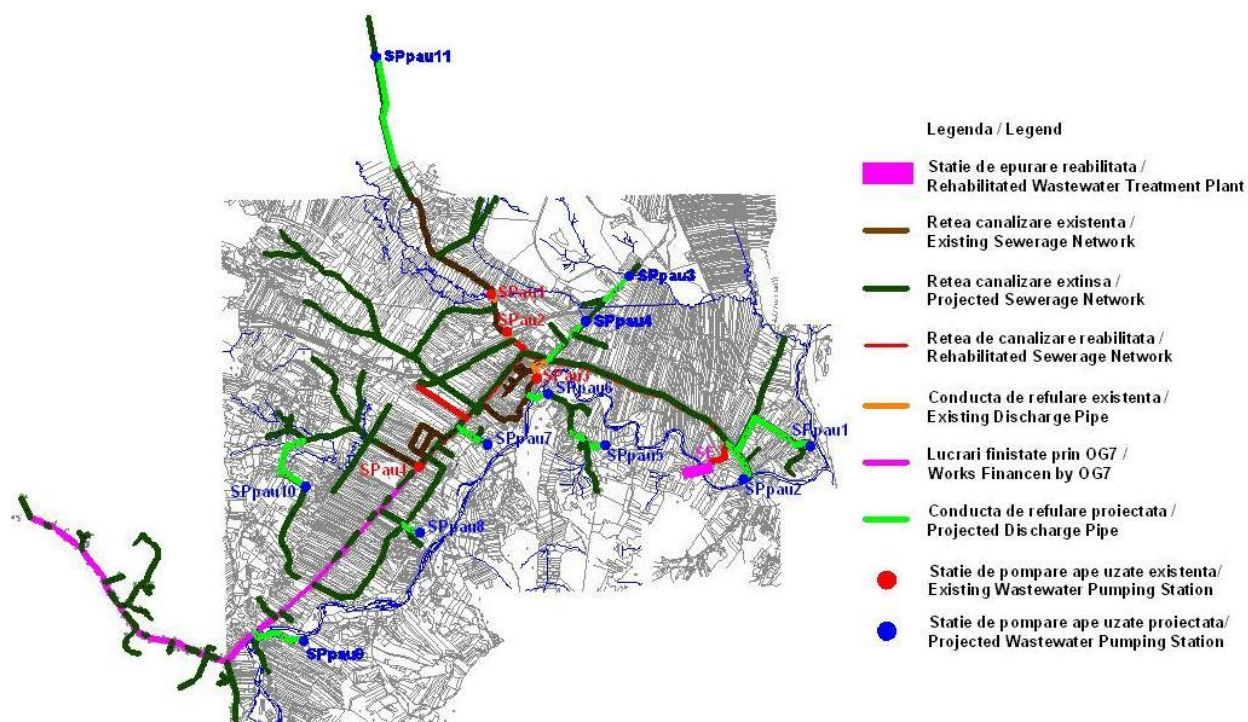 SPpau11
Legenda / Legend
Statie de epurare reabilitata /
Rehabilitated Wastewater Treatment Plant
Retea canalizare existenta /
Existing Sewerage Network
SPpau3
SPau1
Retea canalizare extinsa /
Projected Sewerage Network
SPau2
SPpau4
Retea de canalizare reabilitata /
Rehabilitated Sewerage Network
SPau3
SPpau6
Conducta de refulare existenta /
Existing Discharge Pipe
SPpau7
SPpau5
SPpau1
Lucrari finistate prin OG7 /
Works Financen by OG7
SPau4
SPpau10
SPpau2
Conducta de refulare proiectata /
Projected Discharge Pipe
SPpau8
Statie de pompare ape uzate existenta/
Existing Wastewater Pumping Station
Statie de pompare ape uzate proiectata/
Projected Wastewater Pumping Station
SPpau9